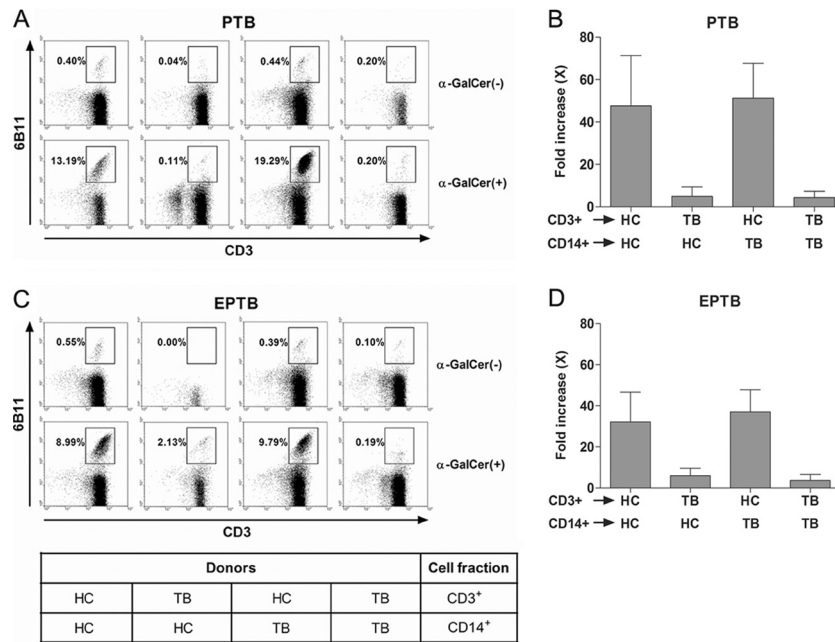 A
PTB
0.40%
0.04%
0.44%
0.20%
α-GalCer(-)
13.19%
0.11%
19.29%
0.20%
α-GalCer(+)
6B11
CD3
B
PTB
Fold increase (X)
80
60
40
20
0
CD3+ HC TB HC TB
CD14+ HC HC TB TB
C
EPTB
0.55%
0.00%
0.39%
0.10%
α-GalCer(-)
8.99%
2.13%
9.79%
0.19%
α-GalCer(+)
6B11
CD3
D
EPTB
Fold increase (X)
80
60
40
20
0
CD3+ HC TB HC TB
CD14+ HC HC TB TB
Donors Cell fraction
HC TB HC TB CD3+
HC HC TB TB CD14+